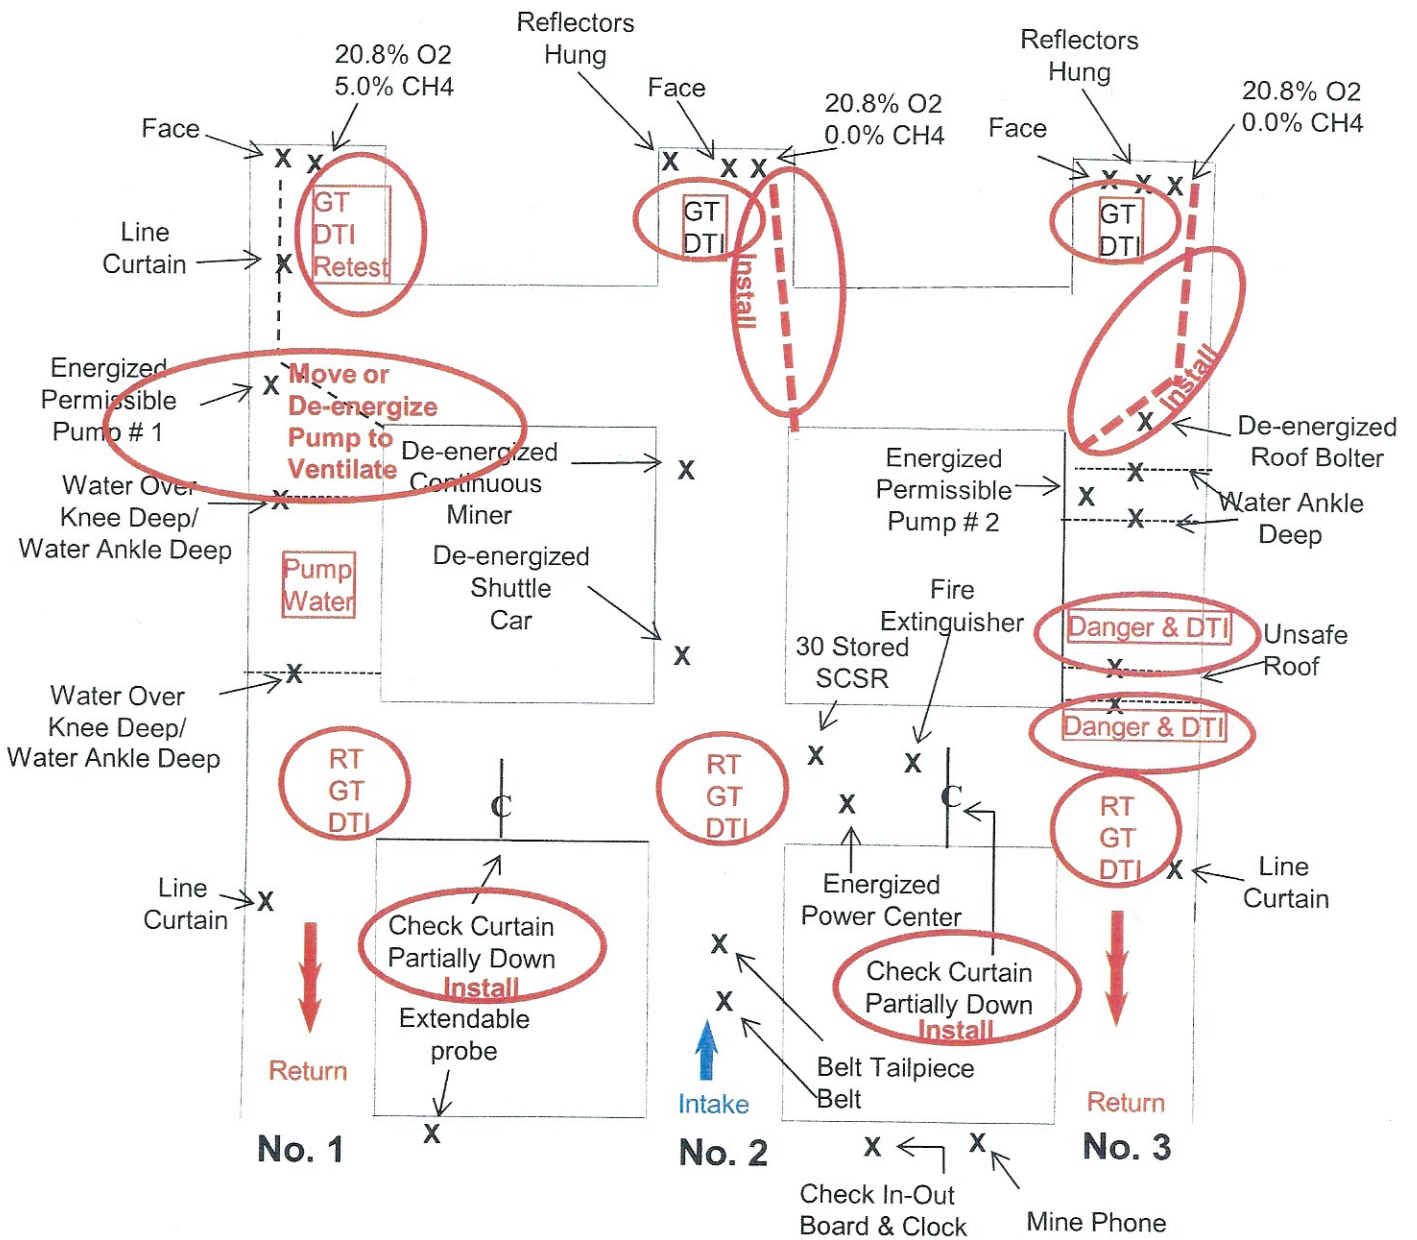 Reflectors
Hung
20.8% O2
5.0% CH4
Face
Reflectors
Hung
20.8% O2
0.0% CH4
20.8% O2
0.0% CH4
Face
Face
X
X
X
X
X
X
X
X
GT
DTI
Retest
GT
DTI
GT
DTI
Line
Curtain
X
Install
Install
Energized
Permissible
Pump # 1
X
Move or
De-energize
Pump to
Ventilate
X
De-energized
Roof Bolter
De-energized
Continuous
Miner
X
Energized
Permissible
Pump # 2
X
X
X
Water Ankle
Deep
Water Over
Knee Deep/
Water Ankle Deep
X
Pump
Water
De-energized
Shuttle
Car
X
Fire
Extinguisher
Danger & DTI
Unsafe
Roof
30 Stored
SCSR
X
X
X
Danger & DTI
Water Over
Knee Deep/
Water Ankle Deep
RT
GT
DTI
C
RT
GT
DTI
X
X
X
C
RT
GT
DTI
Line
Curtain
X
Energized
Power Center
X
Line
Curtain
Check Curtain
Partially Down
Install
X
Check Curtain
Partially Down
Install
X
Extendable
probe
Belt Tailpiece
Belt
Return
Intake
Return
X
No. 1
No. 2
X
X
No. 3
Check In-Out
Board & Clock
Mine Phone